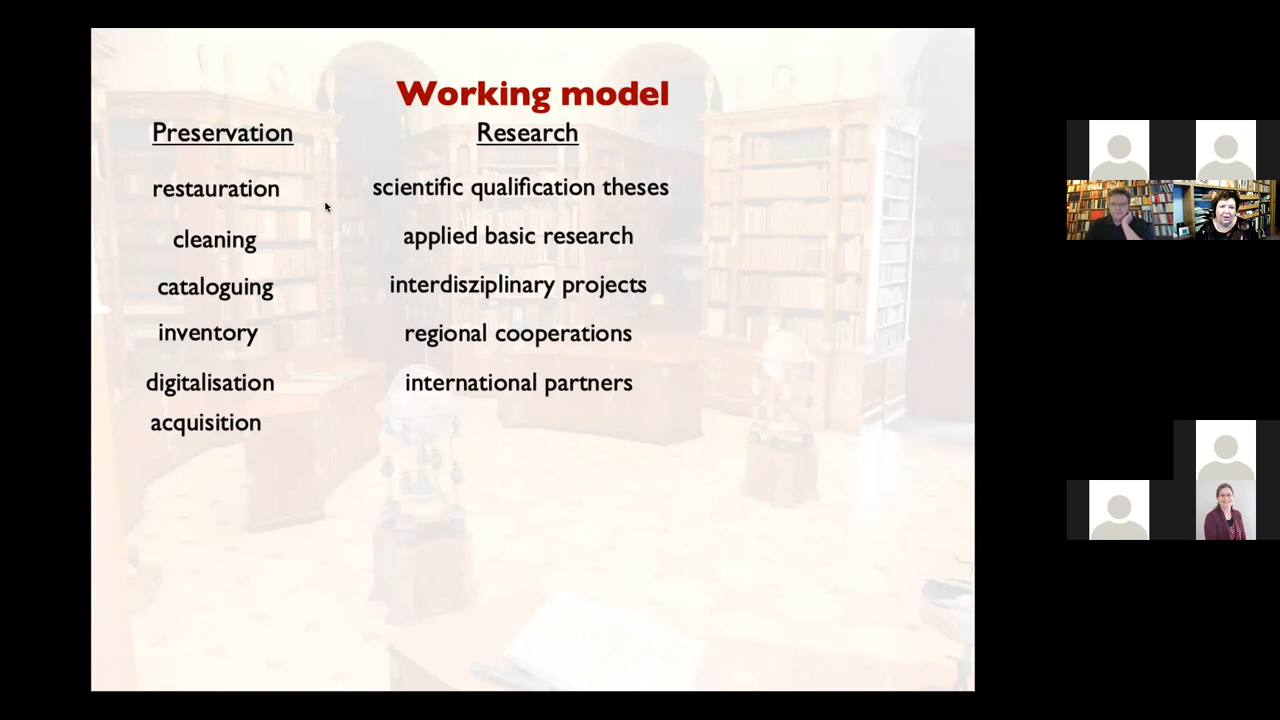 Working model
Preservation
restauration
cleaning
cataloguing
inventory
digitalisation
acquisition
Research
scientific qualification theses
applied basic research
interdisziplinary projects
regional cooperations
international partners